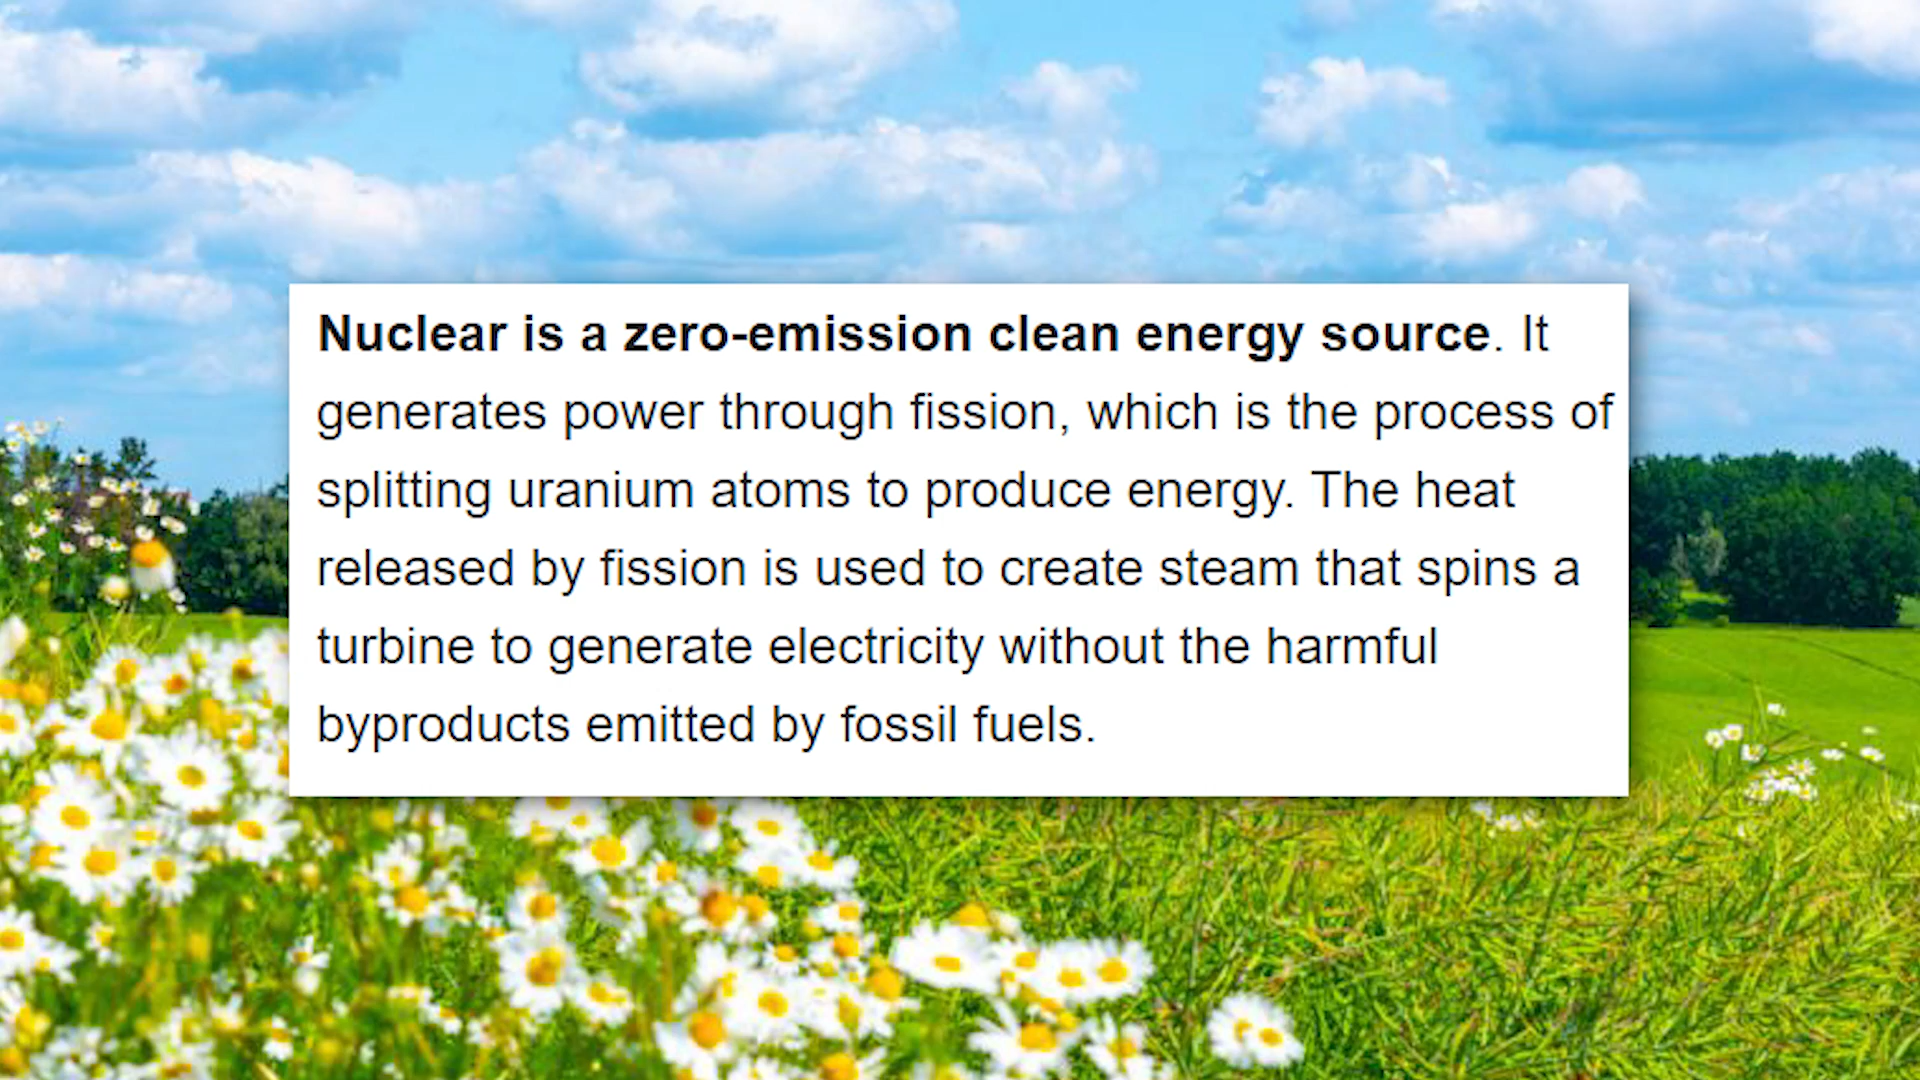 Nuclear is a zero-emission clean energy source. It
generates power through fission, which is the process of
splitting uranium atoms to produce energy. The heat
released by fission is used to create steam that spins a
turbine to generate electricity without the harmful
byproducts emitted by fossil fuels.